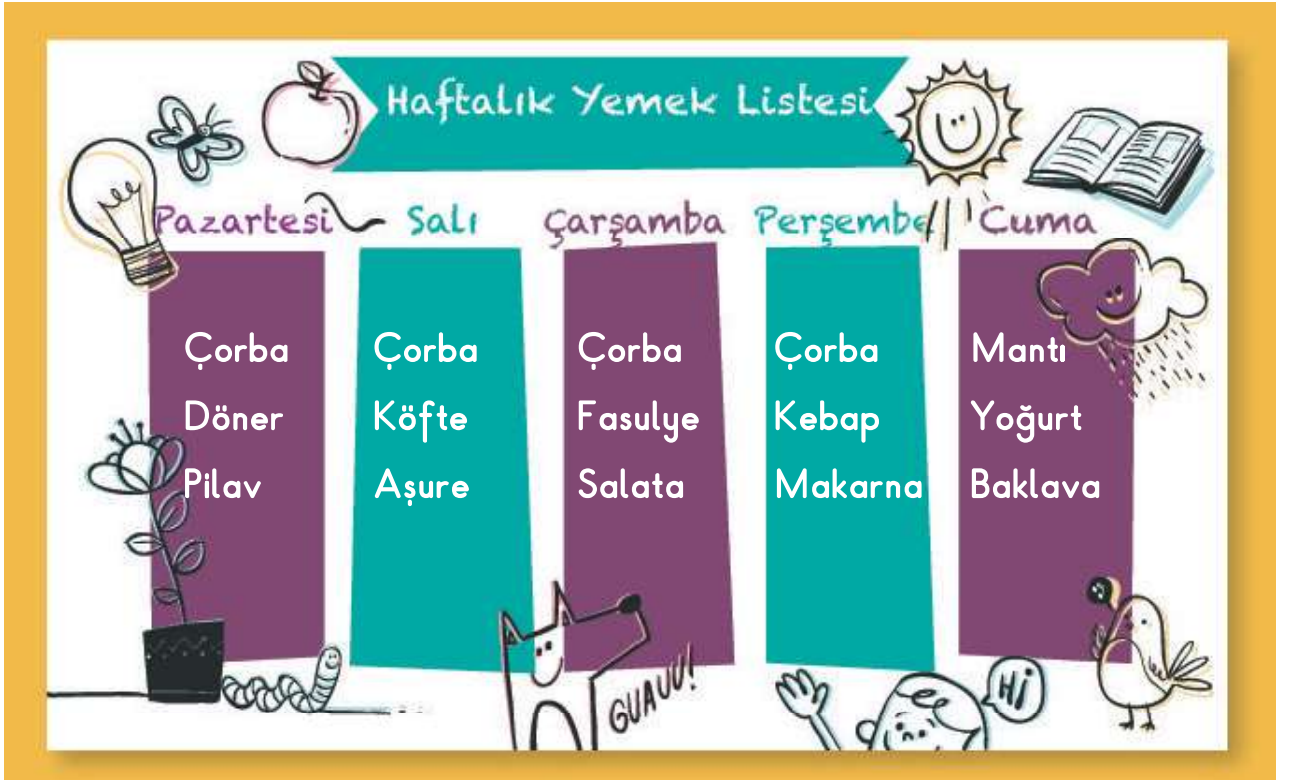 Haftalık Yemek Listesi
Pazartesi
Çorba
Döner
Pilav
Salı
Çorba
Köfte
Aşure
Çarşamba
Çorba
Fasulye
Salata
Perşembe
Çorba
Kebap
Makarna
Cuma
Mantı
Yoğurt
Baklava
GUAUU!
Hi